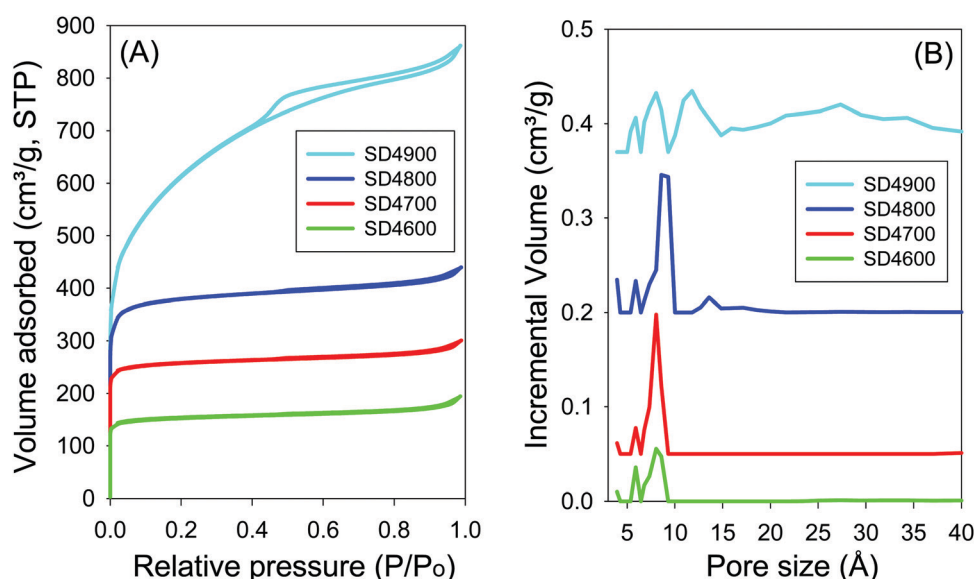 (A)
Volume adsorbed (cm³/g, STP)
900
800
700
600
500
400
300
200
100
0
SD4900
SD4800
SD4700
SD4600
0.0 0.2 0.4 0.6 0.8 1.0
Relative pressure (P/Po)
(B)
Incremental Volume (cm³/g)
0.5
0.4
0.3
0.2
0.1
0.0
SD4900
SD4800
SD4700
SD4600
5 10 15 20 25 30 35 40
Pore size (Å)